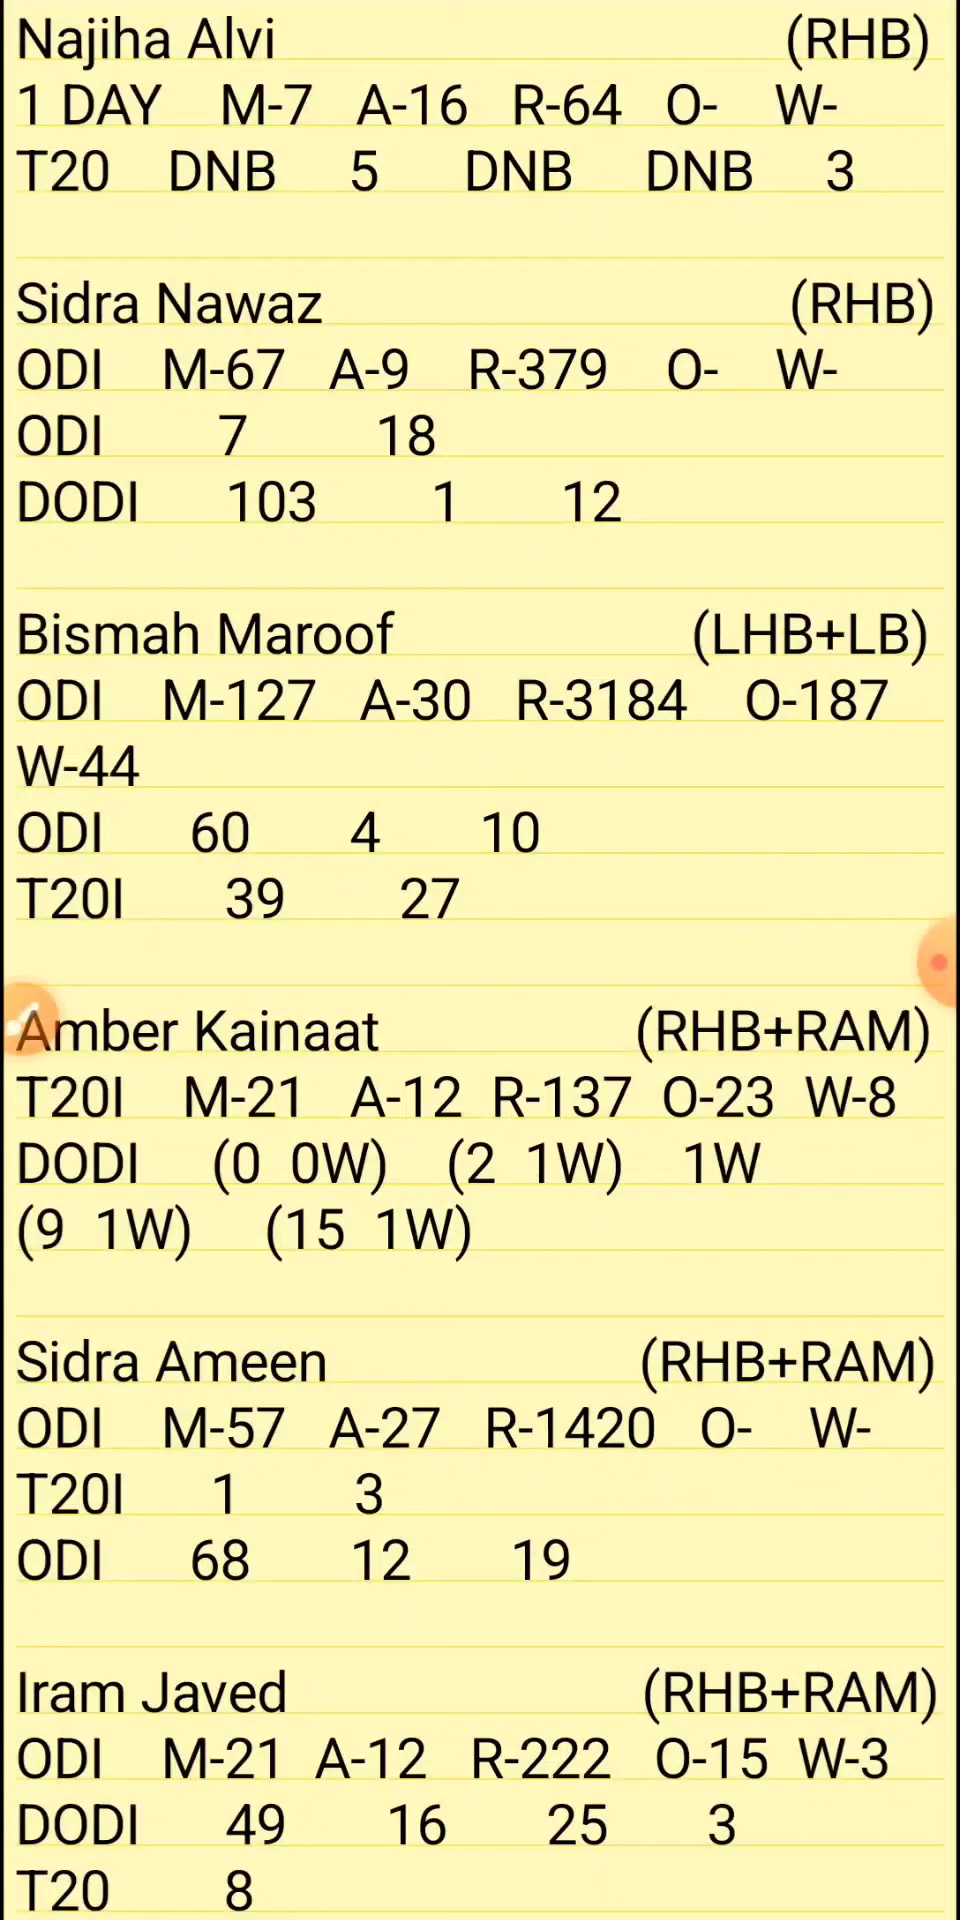 Najiha Alvi (RHB)
1 DAY M-7 A-16 R-64 O- W-
T20 DNB 5 DNB DNB 3
Sidra Nawaz (RHB)
ODI M-67 A-9 R-379 O- W-
ODI 7 18
DODI 103 1 12
Bismah Maroof (LHB+LB)
ODI M-127 A-30 R-3184 O-187
W-44
ODI 60 4 10
T20I 39 27
Amber Kainaat (RHB+RAM)
T20I M-21 A-12 R-137 O-23 W-8
DODI (0 0W) (2 1W) 1W
(9 1W) (15 1W)
Sidra Ameen (RHB+RAM)
ODI M-57 A-27 R-1420 O- W-
T20I 1 3
ODI 68 12 19
Iram Javed (RHB+RAM)
ODI M-21 A-12 R-222 O-15 W-3
DODI 49 16 25 3
T20 8